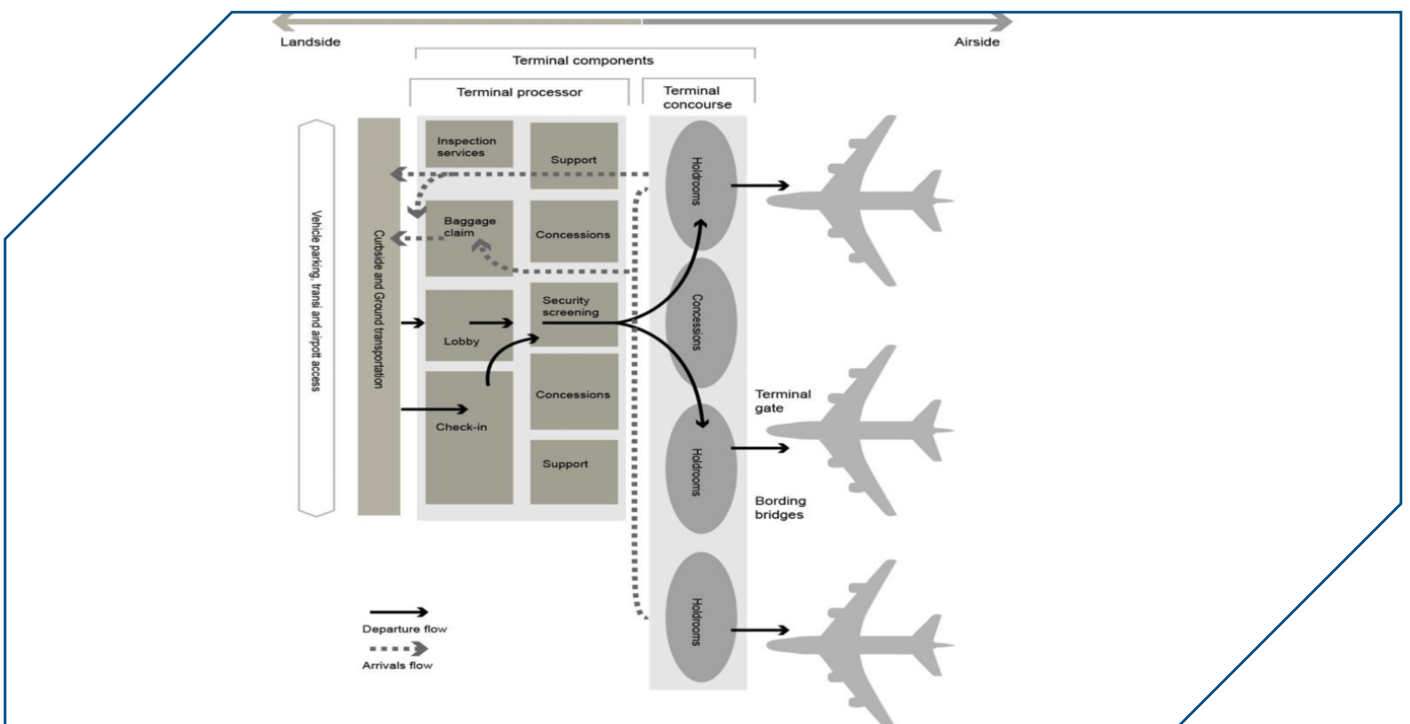 Landside
Airside
Terminal components
Terminal processor
Terminal
concourse
Vehicle parking, transi and airpott access
Curbside and Ground transportation
Inspection
services
Support
Baggage
claim
Concessions
Lobby
Security
screening
Check-in
Concessions
Support
Holdrooms
Concessions
Holdrooms
Holdrooms
Terminal
gate
Bording
bridges
Departure flow
Arrivals flow